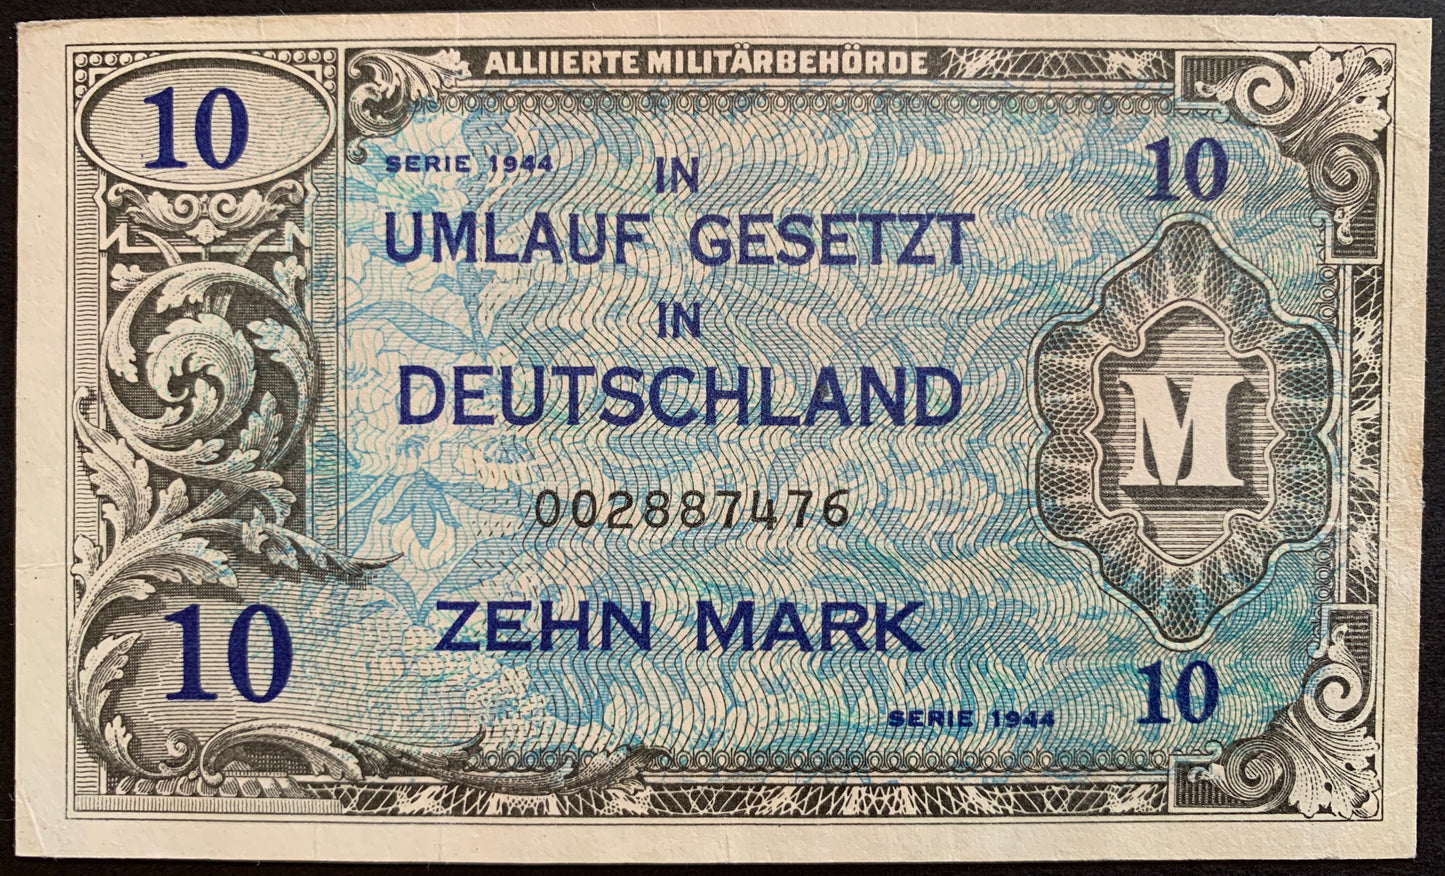 ALLIIERTE MILITÄRBEHÖRDE
10
SERIE 1944
IN
10
UMLAUF GESETZT
IN
DEUTSCHLAND
M
002887476
10
ZEHN MARK
SERIE 1944
10